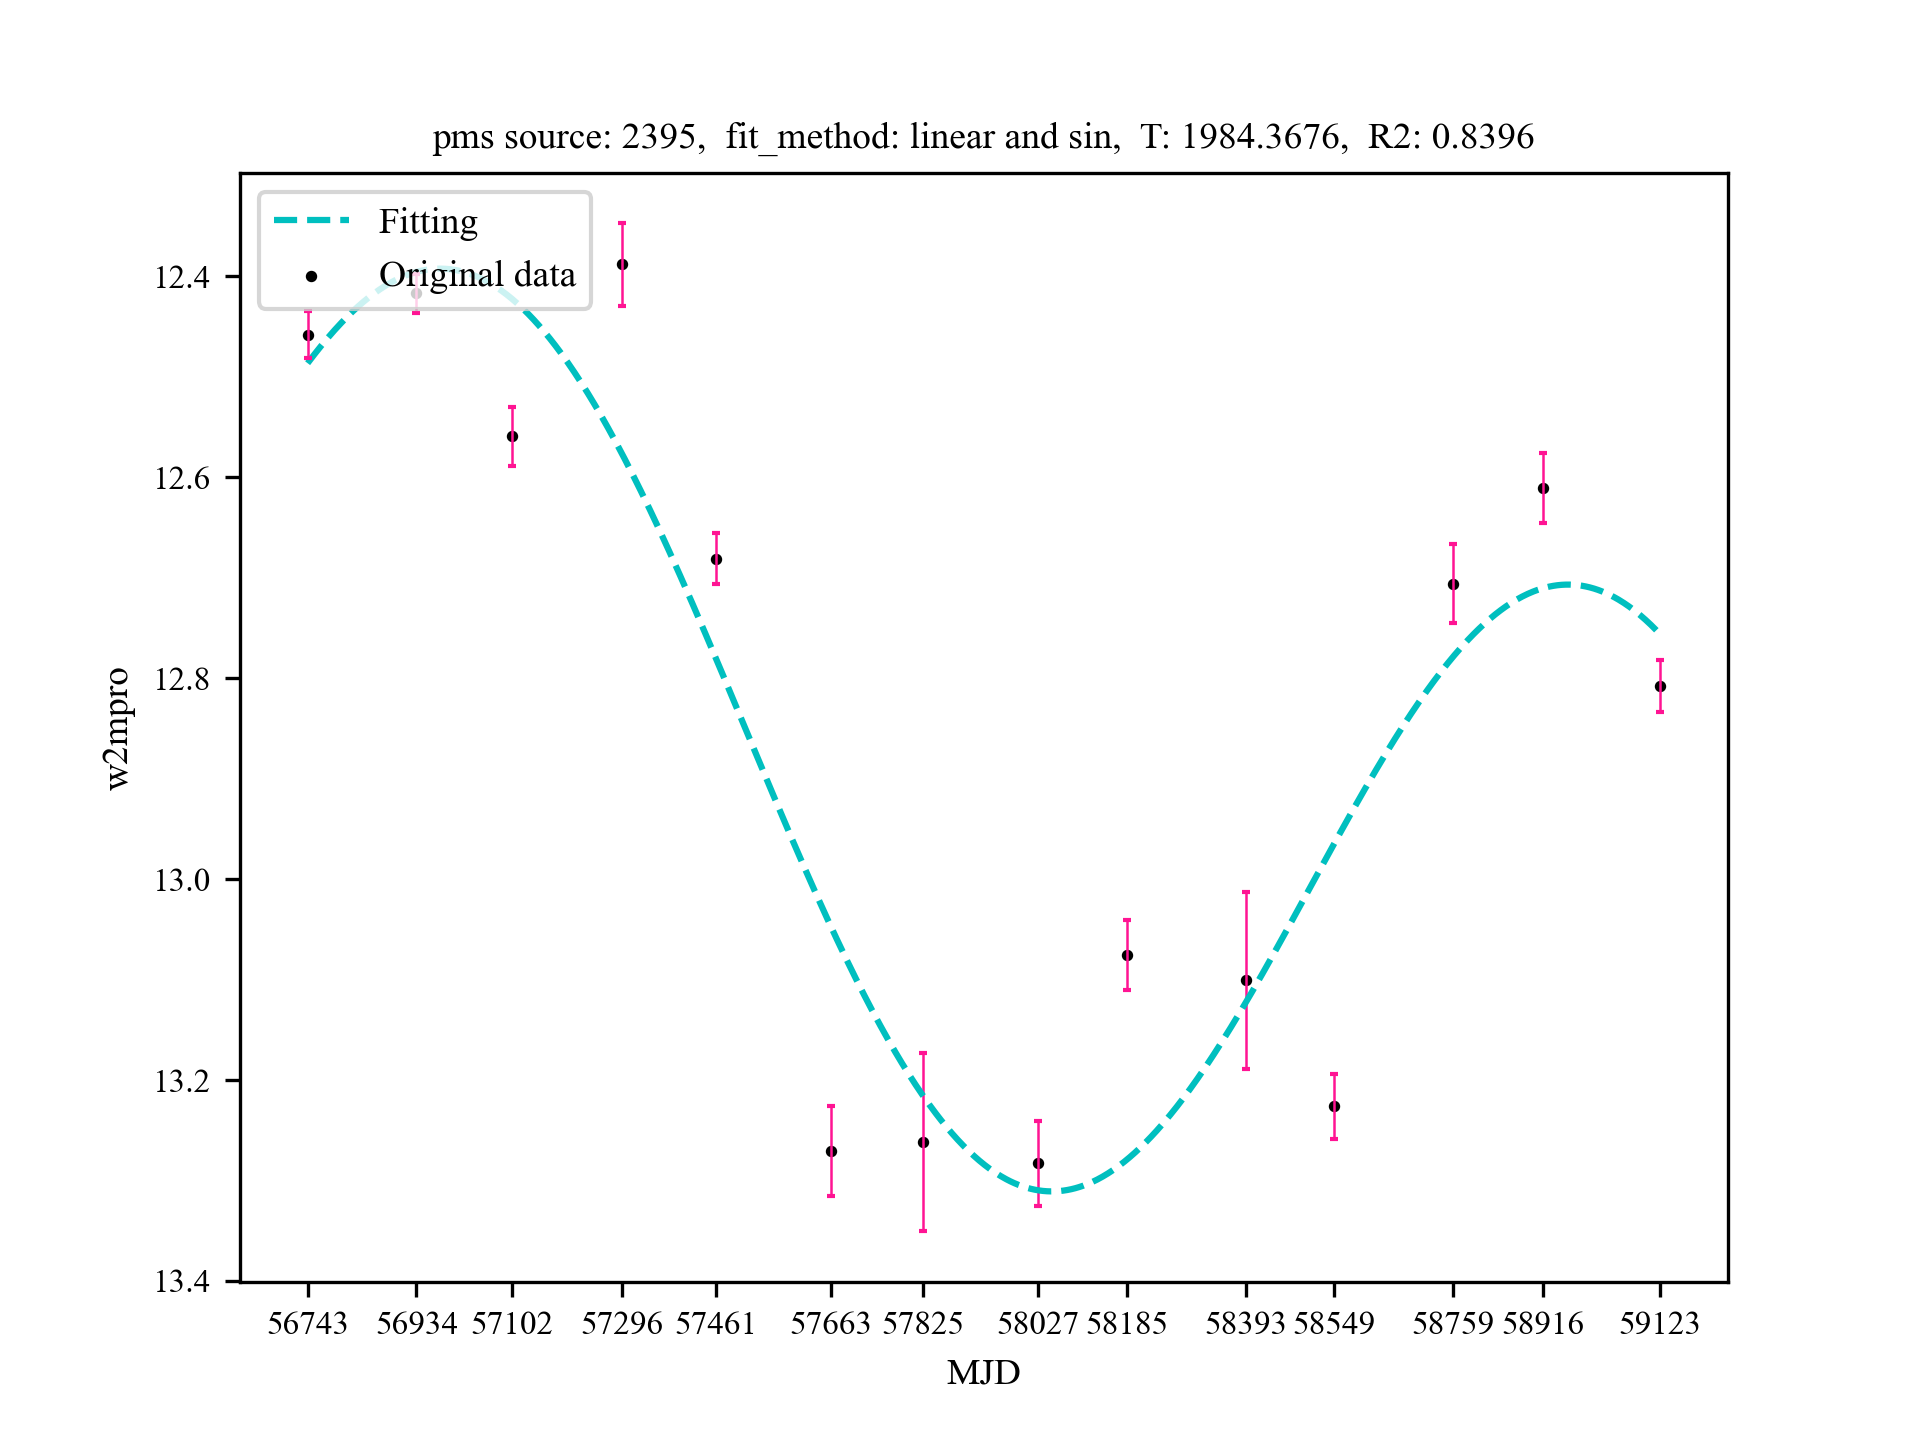 pms source: 2395, fit_method: linear and sin, T: 1984.3676, R2: 0.8396
Fitting
Original data
12.4
12.6
12.8
13.0
13.2
13.4
w2mpro
56743 56934 57102 57296 57461 57663 57825 58027 58185 58393 58549 58759 58916 59123
MJD